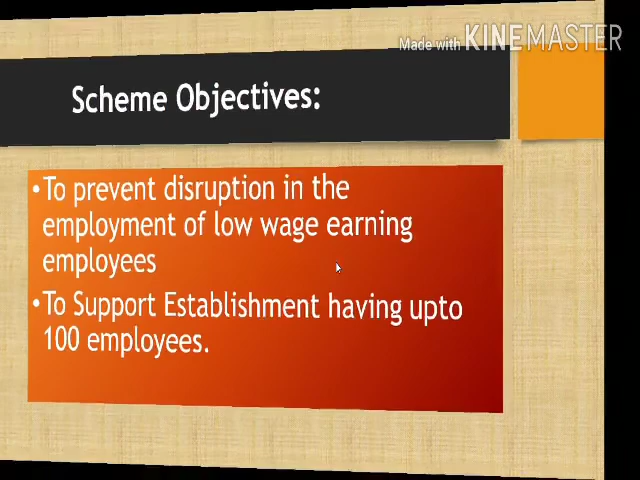 Made with KINEMASTER
Scheme Objectives:
•To prevent disruption in the
employment of low wage earning
employees
•To Support Establishment having upto
100 employees.